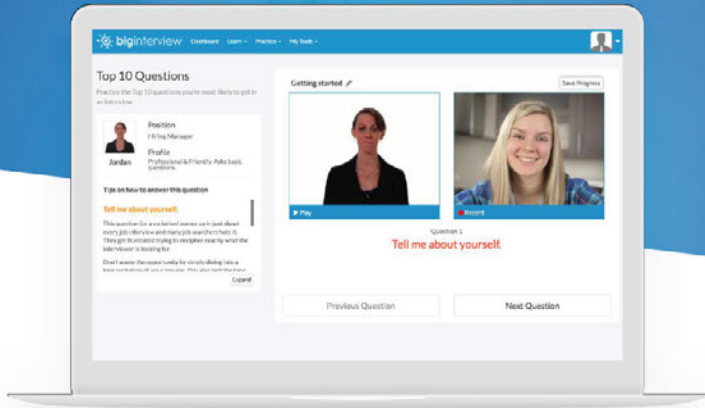 biginterview Dashboard Learn Practice My Tools
Top 10 Questions
Practice the Top 10 questions you're most likely to get in
an interview.
Jordan
Position
Hiring Manager
Profile
Professional & Friendly. Asks basic
questions.
Tips on how to answer this question
Tell me about yourself.
This question (or a variation) comes up in just about
every job interview and many job searchers hate it.
They get frustrated trying to decipher exactly what the
interviewer is looking for.
Don't waste the opportunity by simply diving into a
Expand
Getting started
Save Progress
Play
Record
Question 1
Tell me about yourself.
Previous Question
Next Question